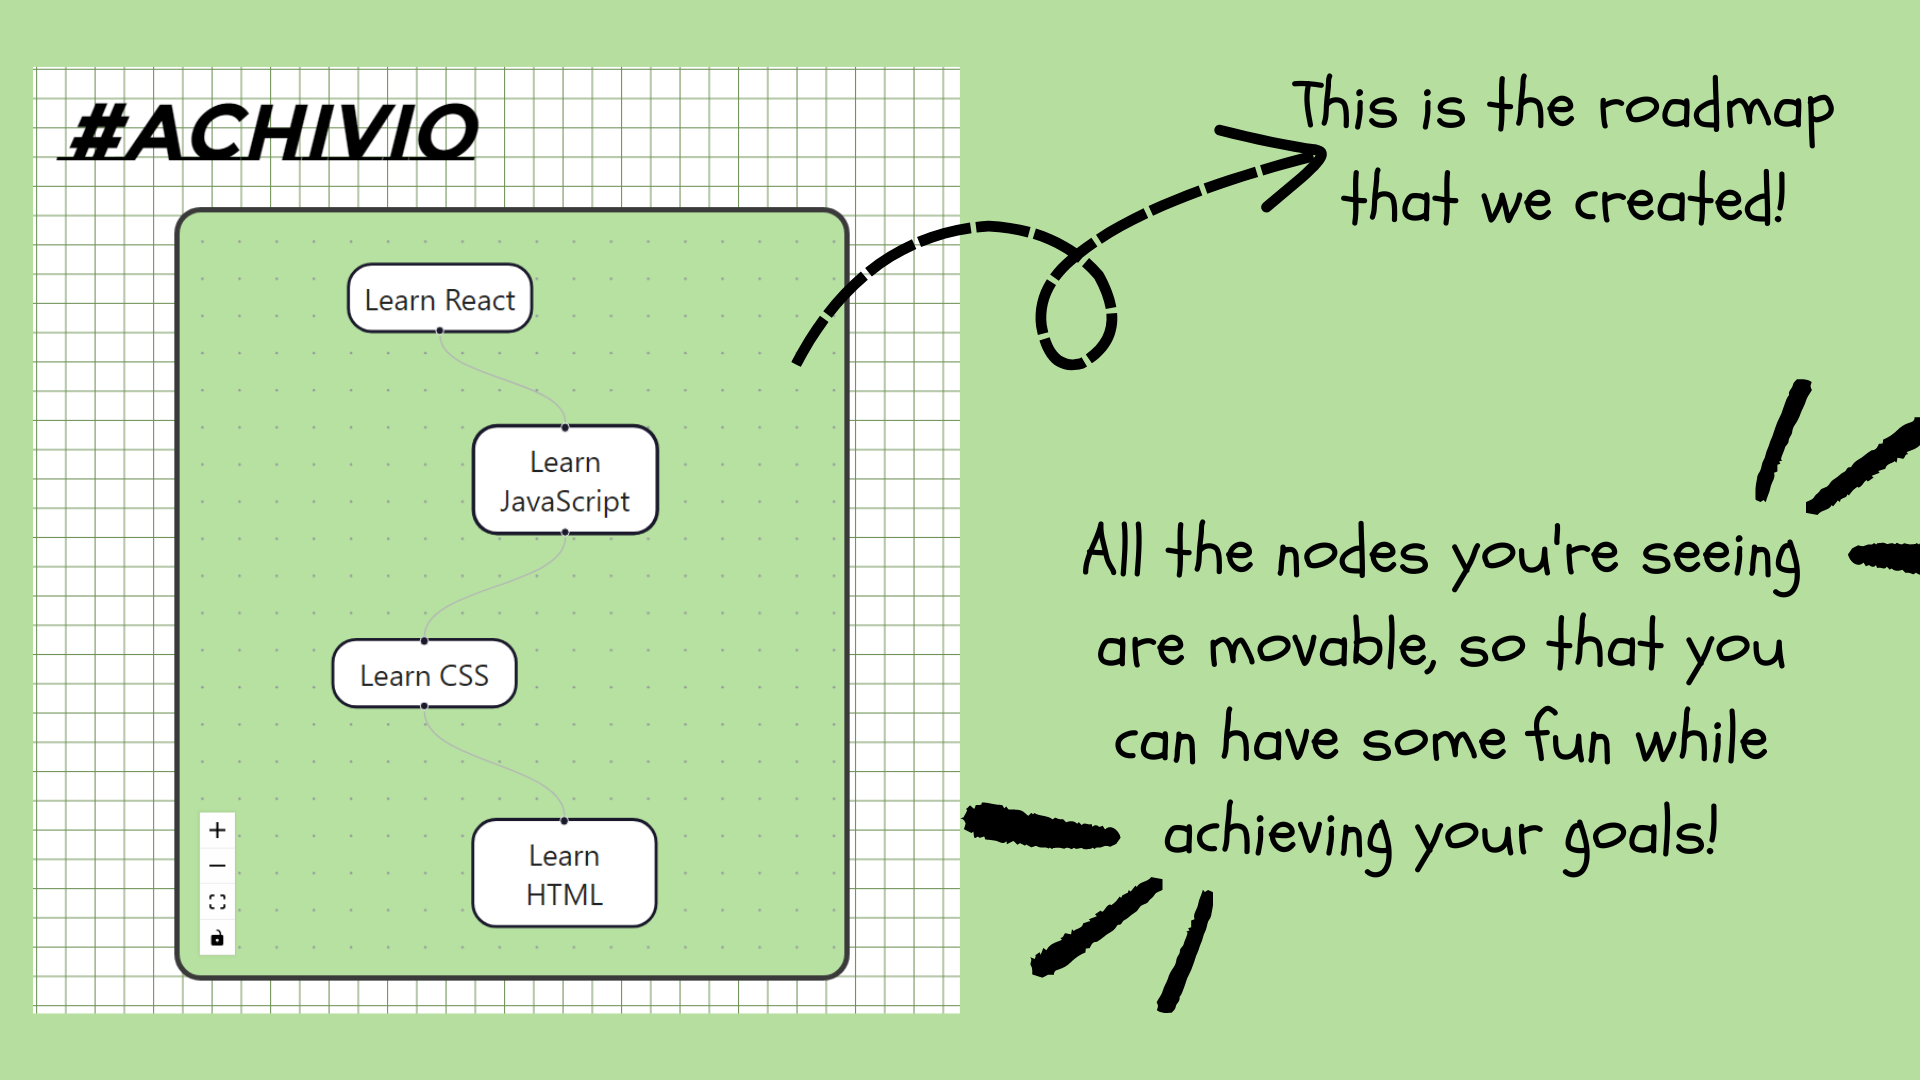 #ACHIVIO
Learn React
Learn
JavaScript
Learn CSS
Learn
HTML
This is the roadmap
that we created!
All the nodes you're seeing
are movable, so that you
can have some fun while
achieving your goals!